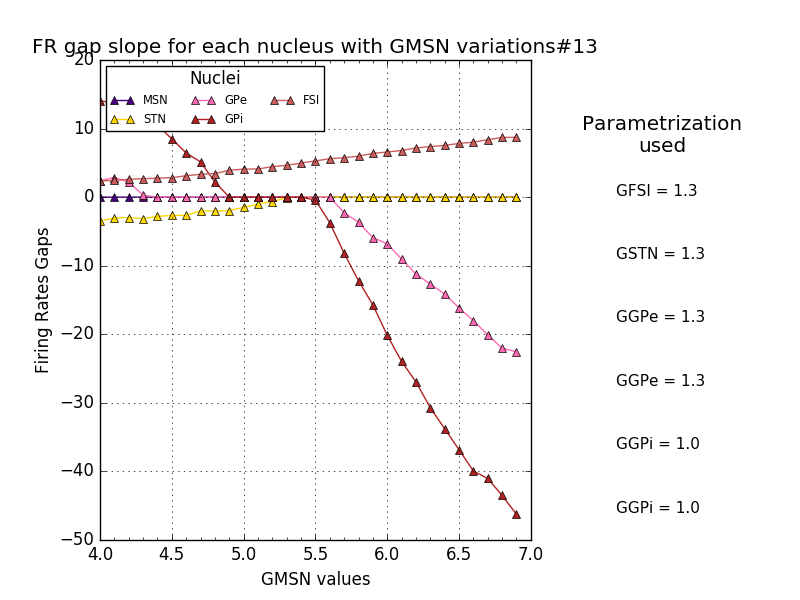 FR gap slope for each nucleus with GMSN variations#13
Nuclei
MSN
GPe
FSI
STN
GPi
20
10
0
−10
−20
−30
−40
−50
Firing Rates Gaps
4.0
4.5
5.0
5.5
6.0
6.5
7.0
GMSN values
Parametrization
used
GFSI = 1.3
GSTN = 1.3
GGPe = 1.3
GGPe = 1.3
GGPi = 1.0
GGPi = 1.0